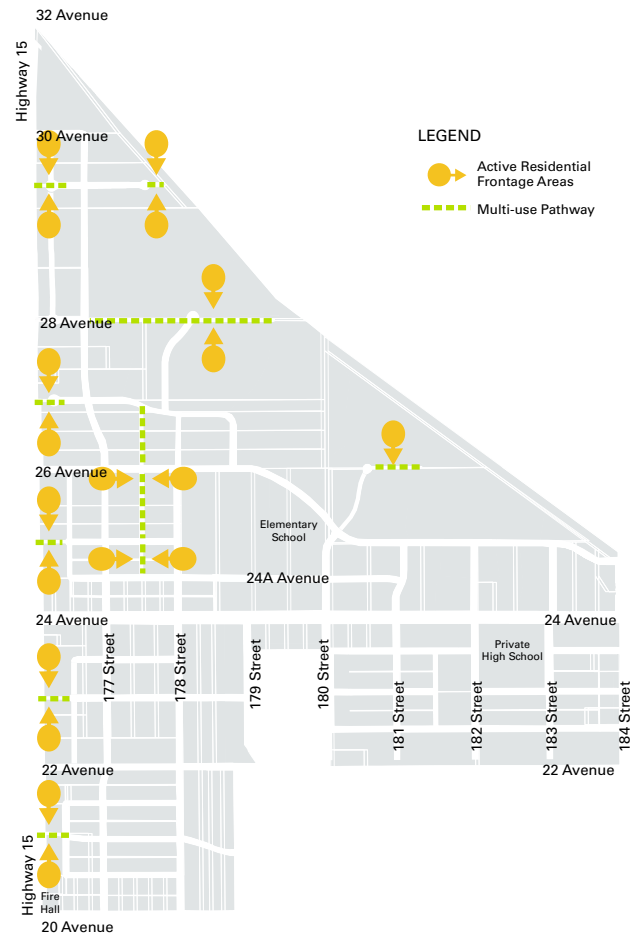 32 Avenue
Highway 15
30 Avenue
LEGEND
Active Residential
Frontage Areas
Multi-use Pathway
28 Avenue
26 Avenue
Elementary
School
24A Avenue
24 Avenue
24 Avenue
Private
High School
177 Street
178 Street
179 Street
180 Street
181 Street
182 Street
183 Street
184 Street
22 Avenue
22 Avenue
Highway 15
Fire
Hall
20 Avenue